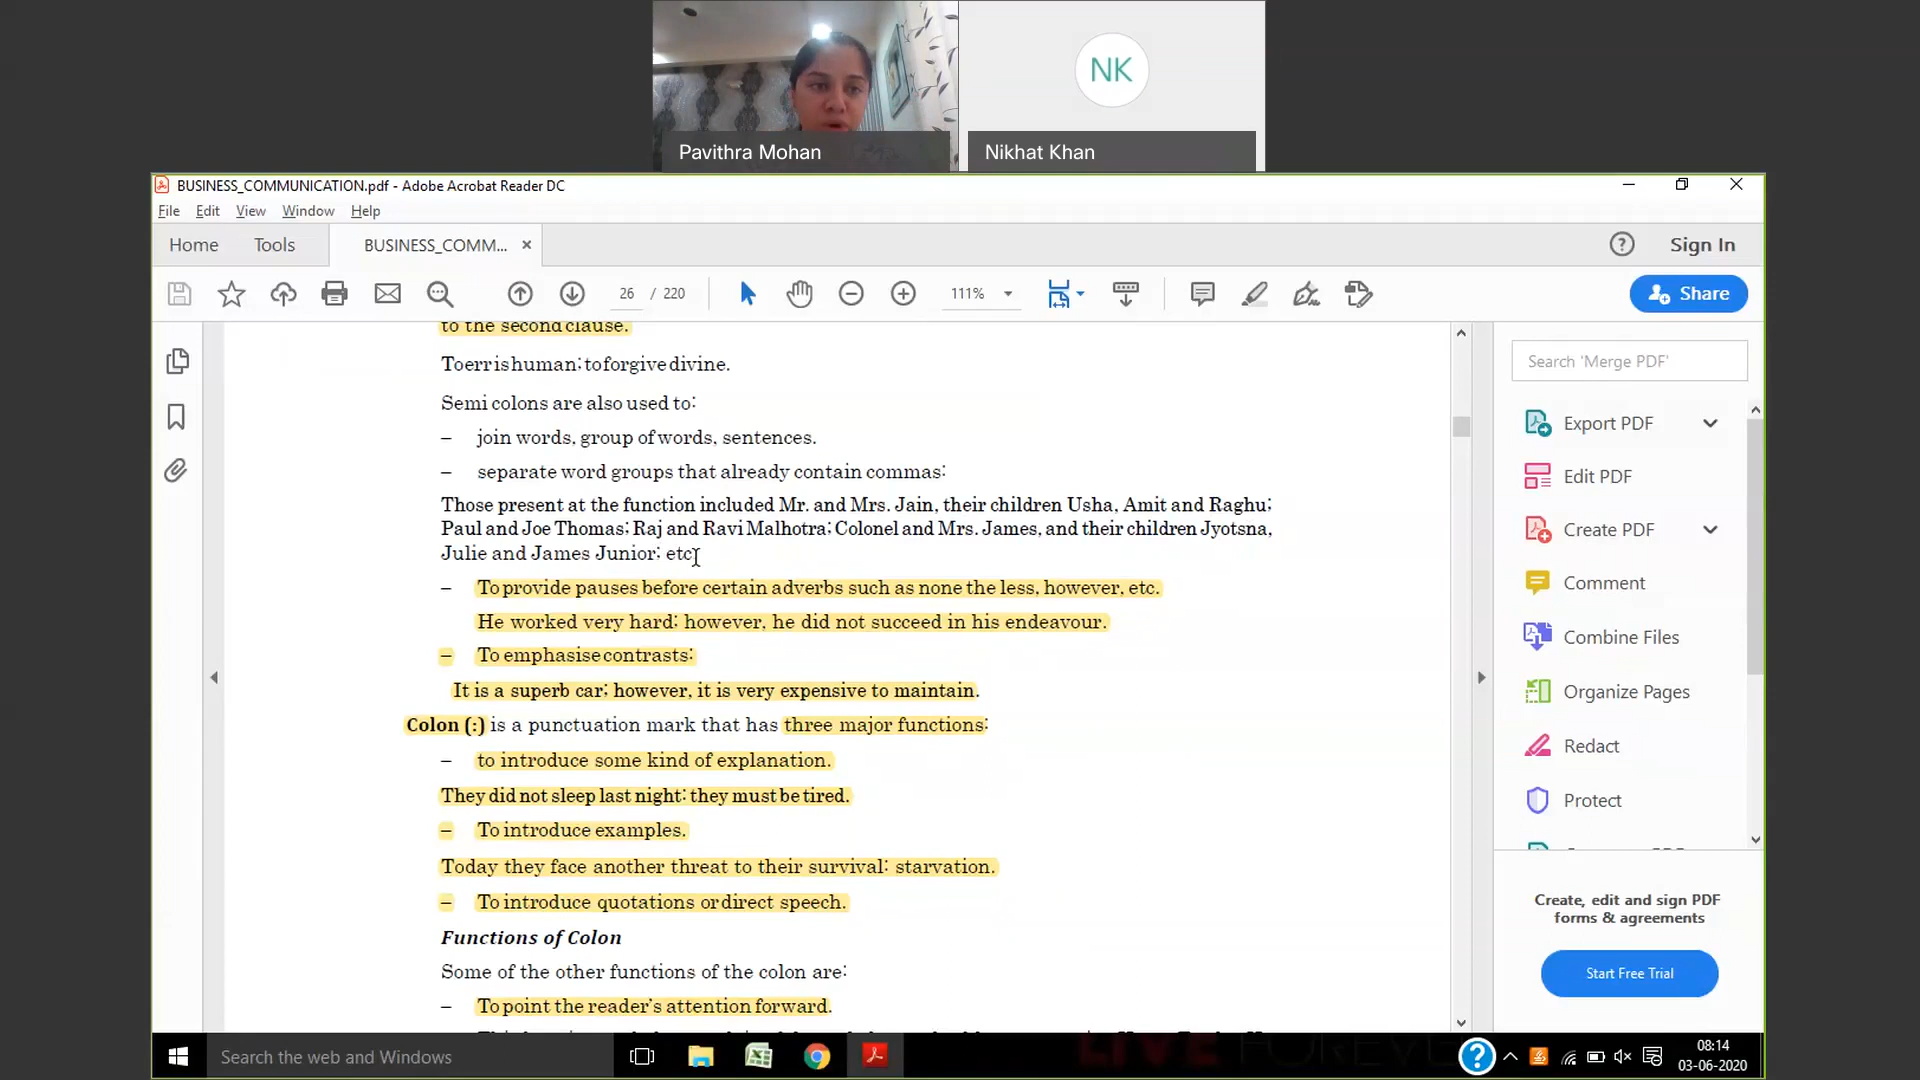 NK
Pavithra Mohan
Nikhat Khan
BUSINESS_COMMUNICATION.pdf - Adobe Acrobat Reader DC
File Edit View Window Help
Home Tools BUSINESS_COMM... × Sign In
26 / 220 111% Share
to the second clause.
To err is human; to forgive divine.
Semi colons are also used to:
– join words, group of words, sentences.
– separate word groups that already contain commas:
Those present at the function included Mr. and Mrs. Jain, their children Usha, Amit and Raghu;
Paul and Joe Thomas; Raj and Ravi Malhotra; Colonel and Mrs. James, and their children Jyotsna,
Julie and James Junior; etc
– To provide pauses before certain adverbs such as none the less, however, etc.
He worked very hard; however, he did not succeed in his endeavour.
– To emphasise contrasts:
It is a superb car; however, it is very expensive to maintain.
Colon (:) is a punctuation mark that has three major functions:
– to introduce some kind of explanation.
They did not sleep last night: they must be tired.
– To introduce examples.
Today they face another threat to their survival: starvation.
– To introduce quotations or direct speech.
Functions of Colon
Some of the other functions of the colon are:
– To point the reader's attention forward.
Search 'Merge PDF'
Export PDF
Edit PDF
Create PDF
Comment
Combine Files
Organize Pages
Redact
Protect
Create, edit and sign PDF
forms & agreements
Start Free Trial
Search the web and Windows
LIVE FOREVE
08:14
03-06-2020